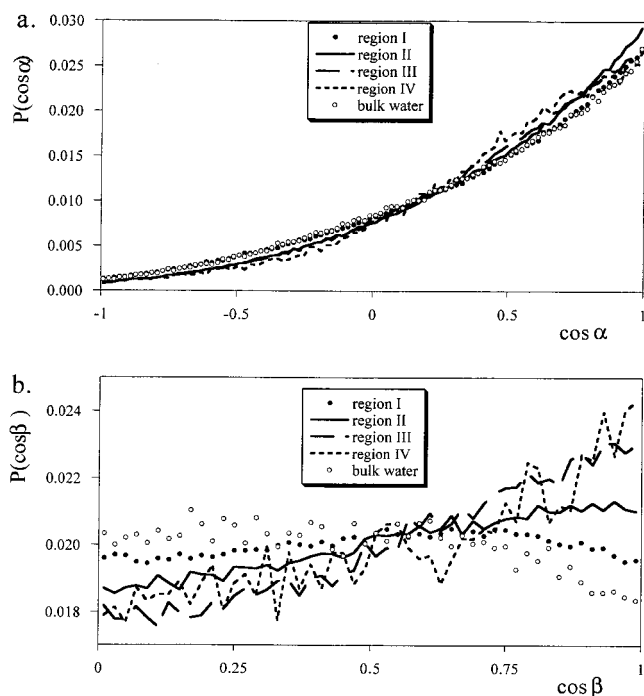 a.
0.030
0.025
0.020
0.015
0.010
0.005
0.000
P(cosα)
region I
region II
region III
region IV
bulk water
-1
-0.5
0
0.5
1
cos α
b.
0.024
0.022
0.020
0.018
P(cosβ)
region I
region II
region III
region IV
bulk water
0
0.25
0.5
0.75
1
cos β